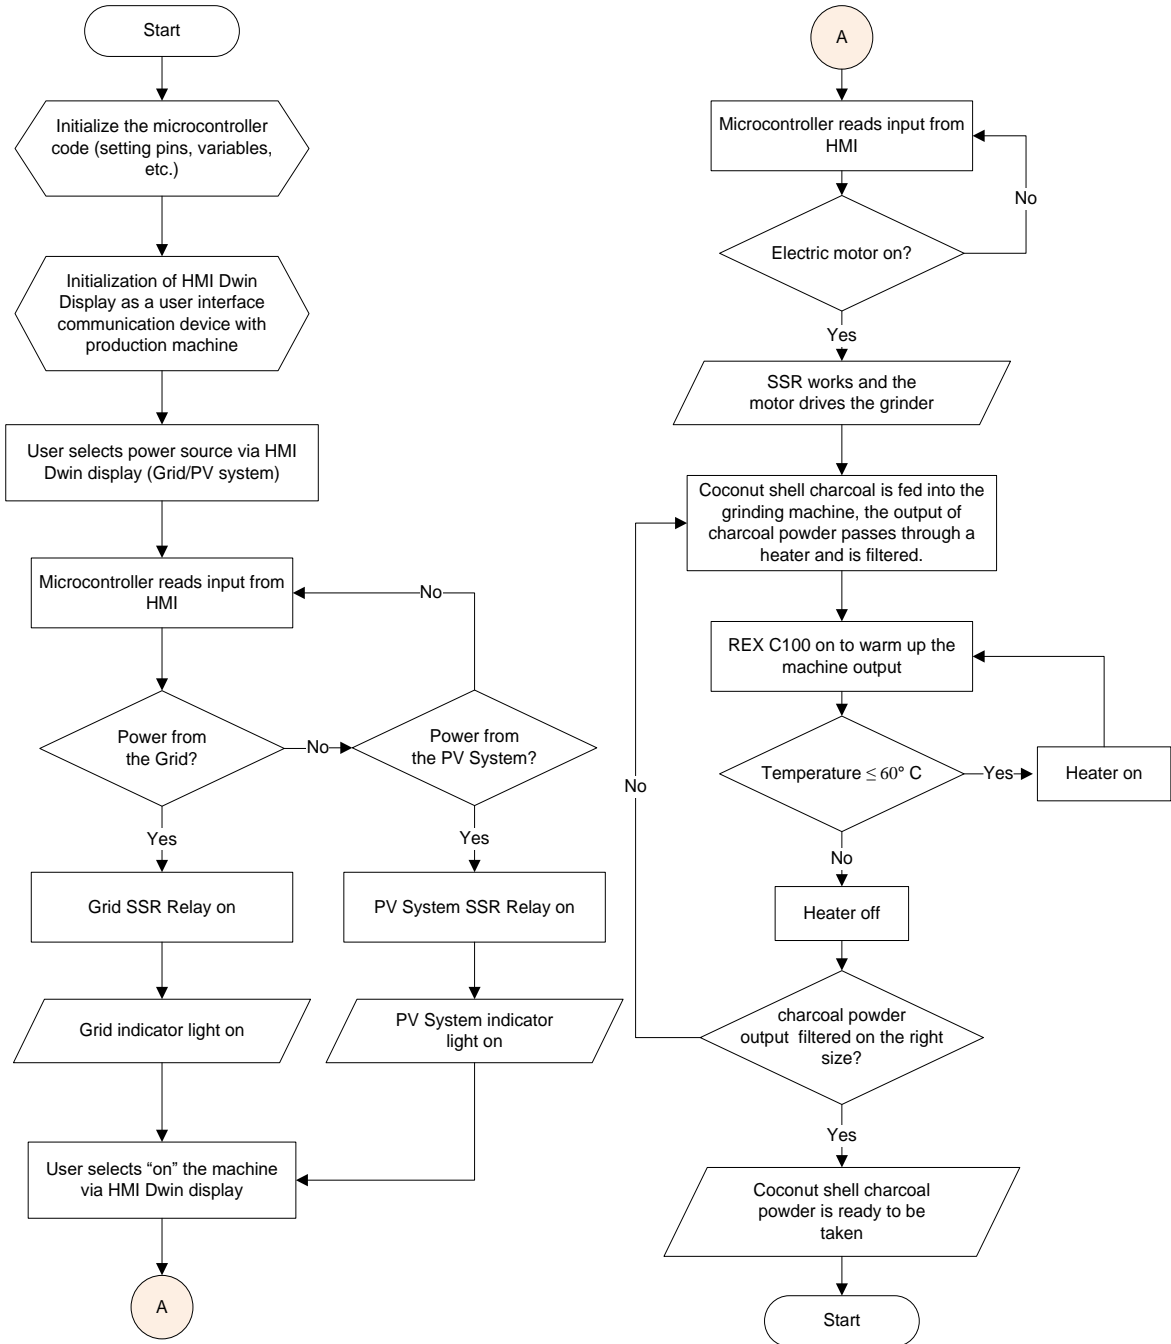 Start
Initialize the microcontroller
code (setting pins, variables,
etc.)
Initialization of HMI Dwin
Display as a user interface
communication device with
production machine
User selects power source via HMI
Dwin display (Grid/PV system)
Microcontroller reads input from
HMI
No
Power from
the Grid?
No
Power from
the PV System?
Yes
Yes
Grid SSR Relay on
PV System SSR Relay on
Grid indicator light on
PV System indicator
light on
User selects “on” the machine
via HMI Dwin display
A
A
Microcontroller reads input from
HMI
No
Electric motor on?
Yes
SSR works and the
motor drives the grinder
Coconut shell charcoal is fed into the
grinding machine, the output of
charcoal powder passes through a
heater and is filtered.
REX C100 on to warm up the
machine output
Temperature ≤ 60° C
Yes
Heater on
No
No
Heater off
charcoal powder
output  filtered on the right
size?
Yes
Coconut shell charcoal
powder is ready to be
taken
Start